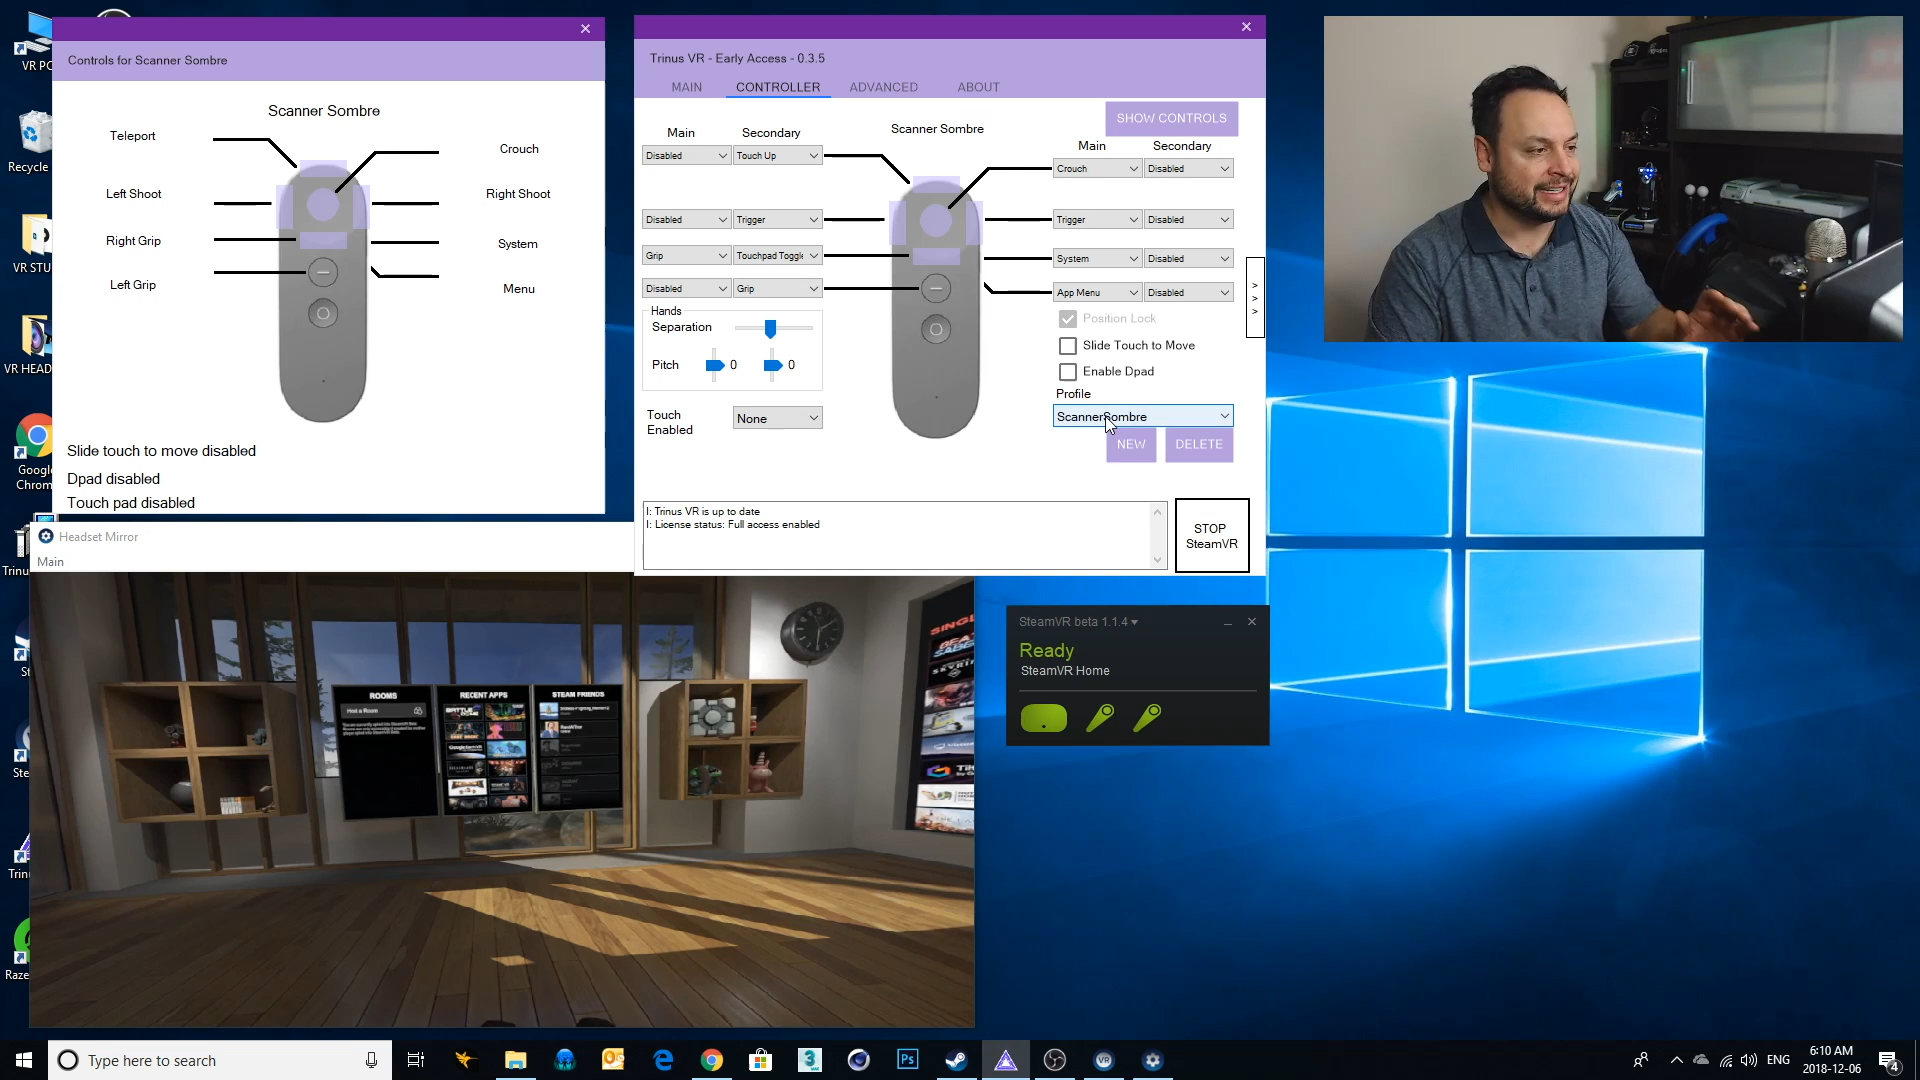 Controls for Scanner Sombre
Scanner Sombre
Teleport
Crouch
Left Shoot
Right Shoot
Right Grip
System
Left Grip
Menu
Slide touch to move disabled
Dpad disabled
Touch pad disabled
Trinus VR - Early Access - 0.3.5
MAIN CONTROLLER ADVANCED ABOUT
SHOW CONTROLS
Scanner Sombre
Main Secondary
Main Secondary
Disabled Touch Up
Crouch Disabled
Disabled Trigger
Trigger Disabled
Grip Touchpad Toggle
System Disabled
Disabled Grip
App Menu Disabled
>
>
>
Hands
Separation
Pitch 0 0
Touch
Enabled
None
Position Lock
Slide Touch to Move
Enable Dpad
Profile
ScannerSombre
NEW DELETE
I: Trinus VR is up to date
I: License status: Full access enabled
STOP
SteamVR
Headset Mirror
Main
ROOMS
Host a Room
RECENT APPS
STEAM FRIENDS
SteamVR beta 1.1.4
Ready
SteamVR Home
VR PC
Recycle
VR STU
VR HEAD
Google
Chrom
Trinu
St
Ste
Trin
Raze
Type here to search
Ps
VR
ENG
6:10 AM
2018-12-06
4